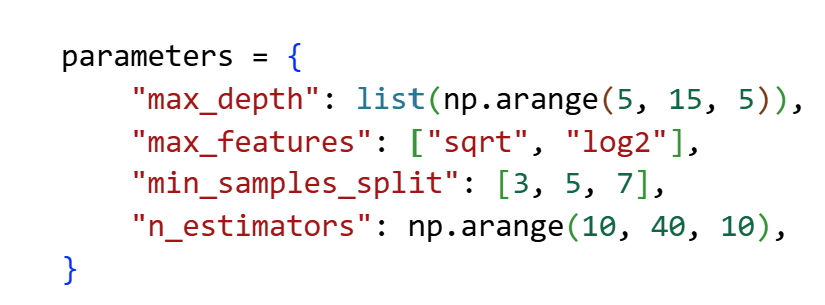 parameters = {
    "max_depth": list(np.arange(5, 15, 5)),
    "max_features": ["sqrt", "log2"],
    "min_samples_split": [3, 5, 7],
    "n_estimators": np.arange(10, 40, 10),
}